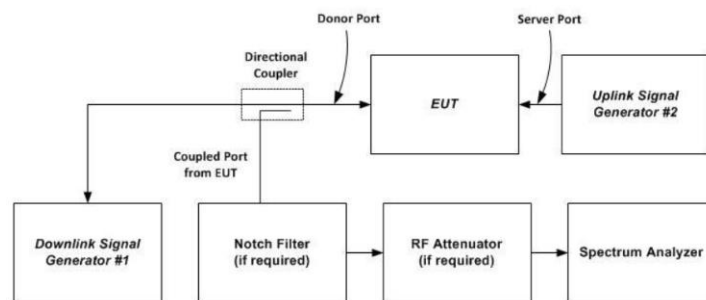 Donor Port
Server Port
Directional
Coupler
EUT
Uplink Signal
Generator #2
Coupled Port
from EUT
Downlink Signal
Generator #1
Notch Filter
(if required)
RF Attenuator
(if required)
Spectrum Analyzer